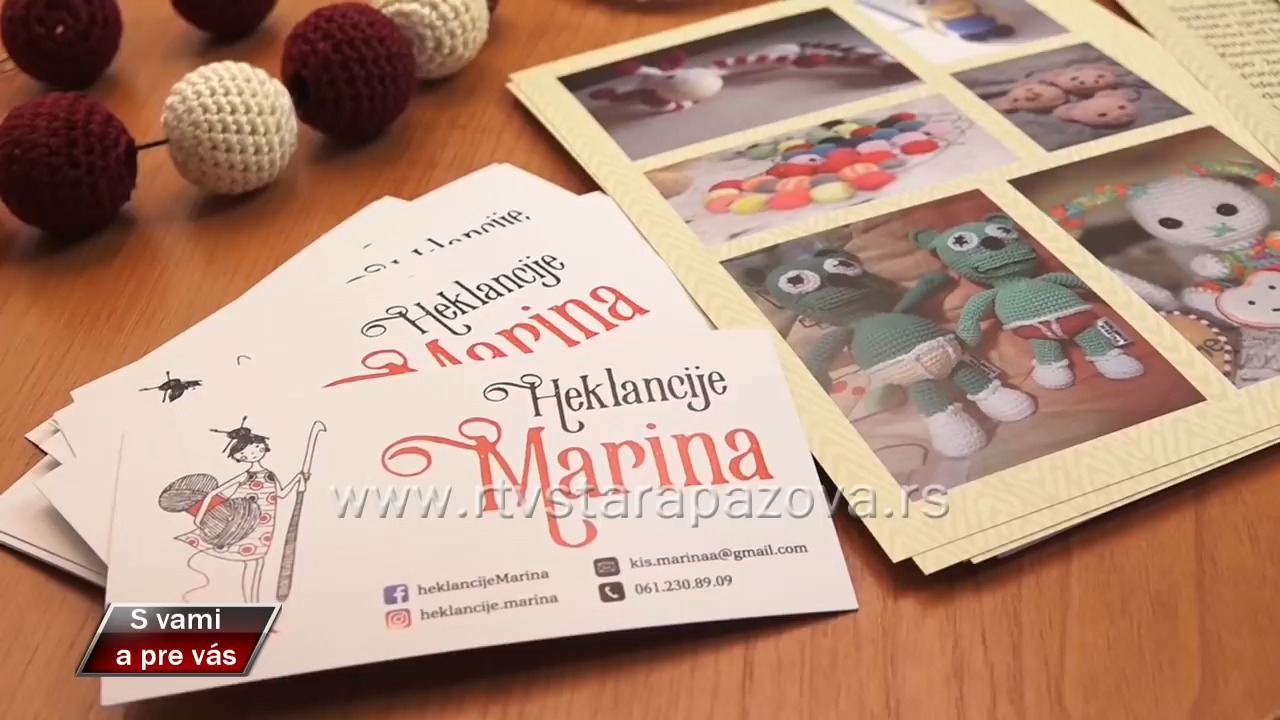 Heklancije,
Heklancije
Marina
Heklancije
Marina
www.rtvstarapazova.rs
heklancijeMarina
heklancije.marina
kis.marinaa@gmail.com
061.230.89.09
S vami
a pre vás